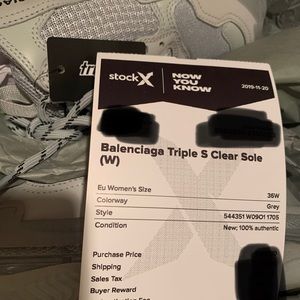 stockX
NOW
YOU
KNOW
2019-11-20
Balenciaga Triple S Clear Sole
(W)
Eu Women's Size 36W
Colorway Grey
Style 544351 W09O1 1705
Condition New; 100% authentic
Purchase Price
Shipping
Sales Tax
Buyer Reward